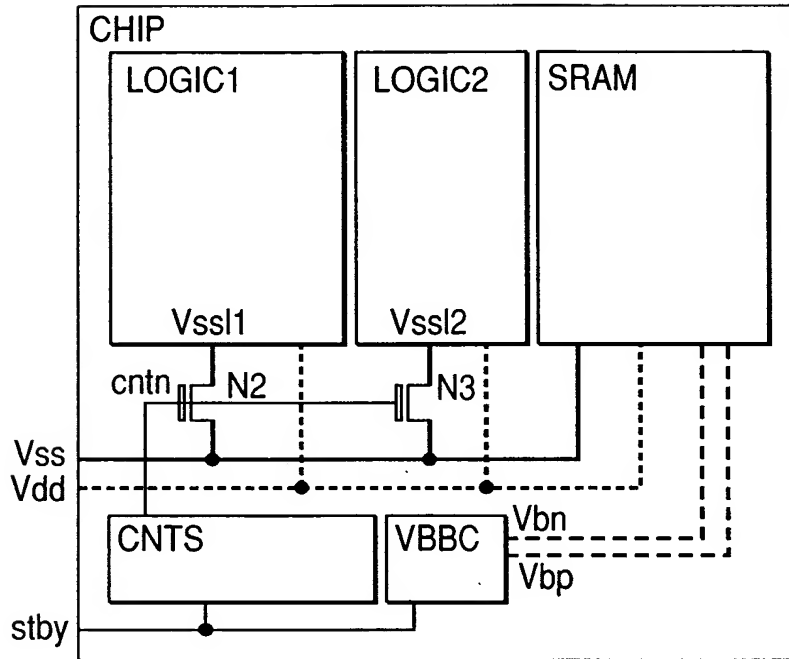 CHIP
LOGIC1
LOGIC2
SRAM
Vssl1
Vssl2
cntn
N2
N3
Vss
Vdd
CNTS
VBBC
Vbn
Vbp
stby